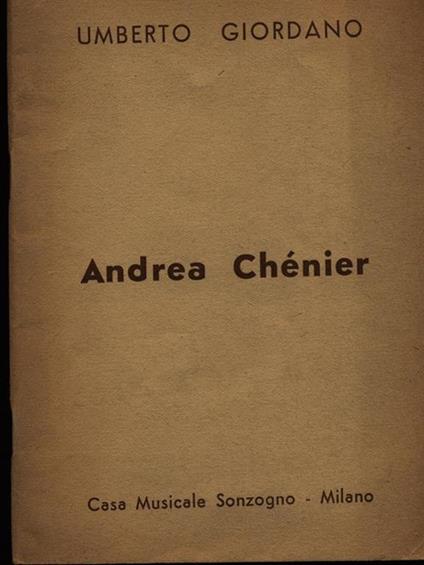 UMBERTO GIORDANO
Andrea Chénier
Casa Musicale Sonzogno - Milano